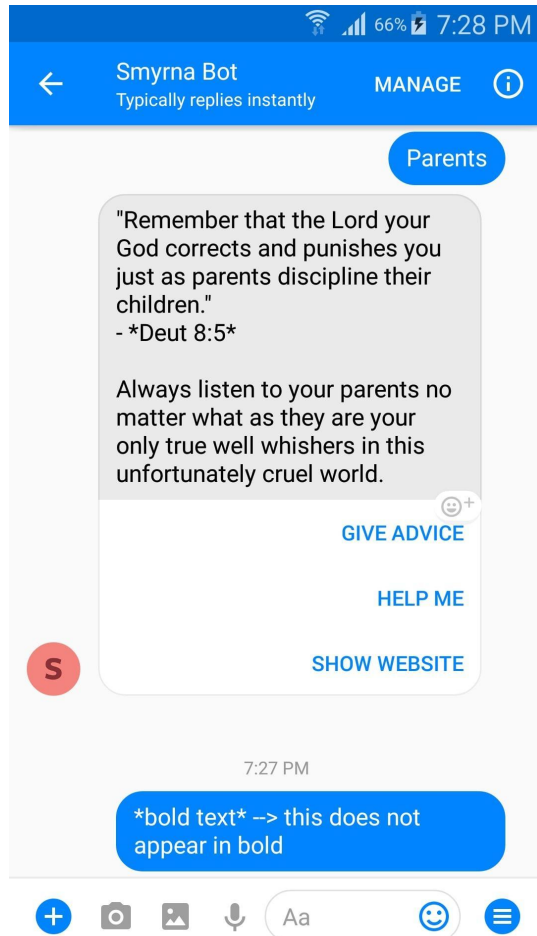 66% 7:28 PM
Smyrna Bot
Typically replies instantly
MANAGE
Parents
"Remember that the Lord your
God corrects and punishes you
just as parents discipline their
children."
- *Deut 8:5*
Always listen to your parents no
matter what as they are your
only true well whishers in this
unfortunately cruel world.
GIVE ADVICE
HELP ME
SHOW WEBSITE
S
7:27 PM
*bold text* --> this does not
appear in bold
Aa